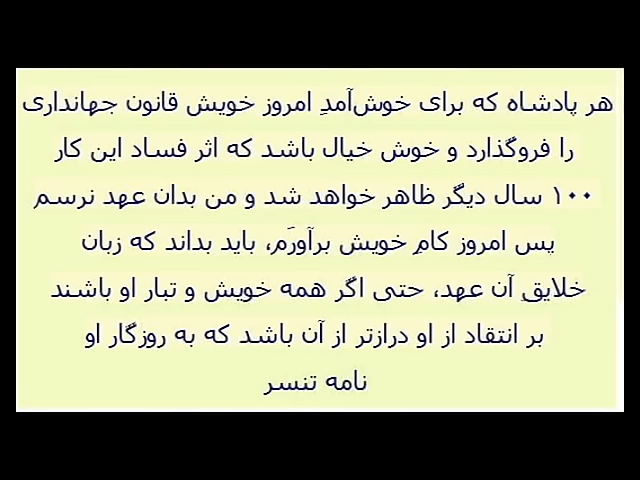 هر پادشاه که برای خوش‌آمدِ امروز خویش قانون جهانداری
را فروگذارد و خوش خیال باشد که اثر فساد این کار
۱۰۰ سال دیگر ظاهر خواهد شد و من بدان عهد نرسم
پس امروز کامِ خویش برآورَم، باید بداند که زبان
خلایقِ آن عهد، حتی اگر همه خویش و تبار او باشند
بر انتقاد از او درازتر از آن باشد که به روزگار او
نامه تنسر